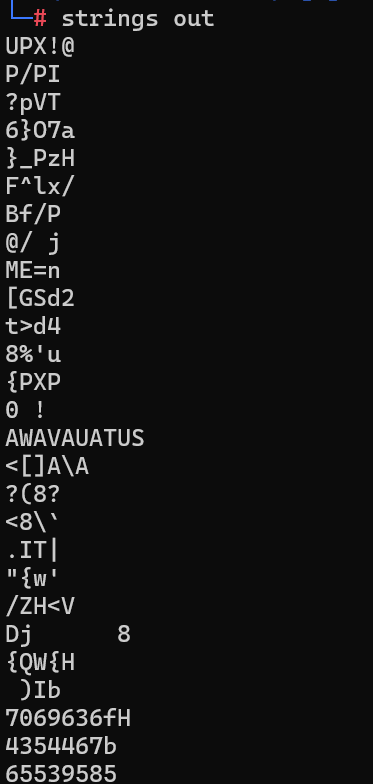 └─# strings out
UPX!@
P/PI
?pVT
6}O7a
}_PzH
F^lx/
Bf/P
@/ j
ME=n
[GSd2
t>d4
8%'u
{PXP
0 !
AWAVAUATUS
<[]A\A
?(8?
<8\`
.IT|
"{w'
/ZH<V
Dj      8
{QW{H
 )Ib
7069636fH
4354467b
65539585